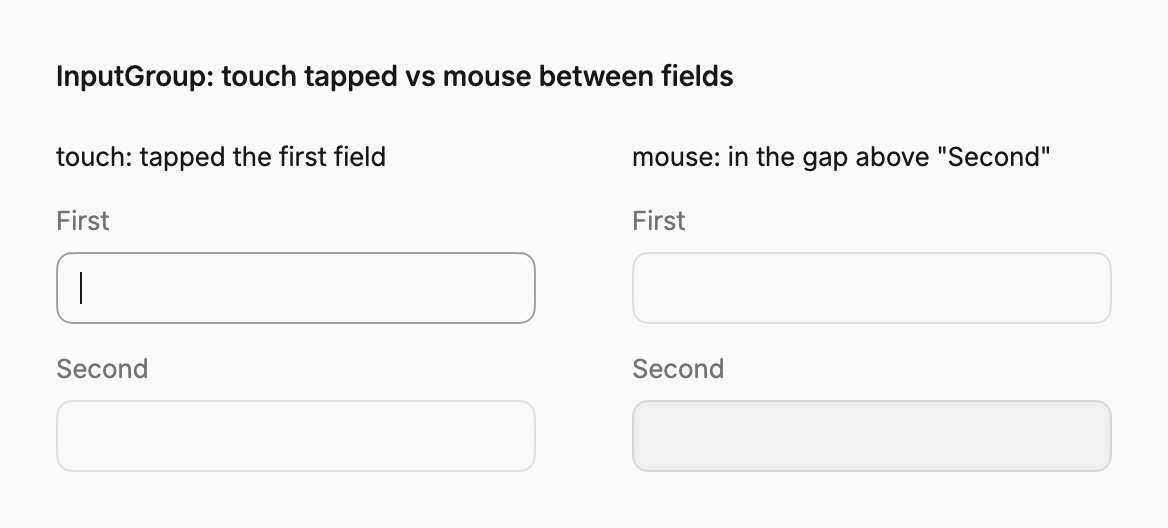 InputGroup: touch tapped vs mouse between fields
touch: tapped the first field
First
Second
mouse: in the gap above "Second"
First
Second